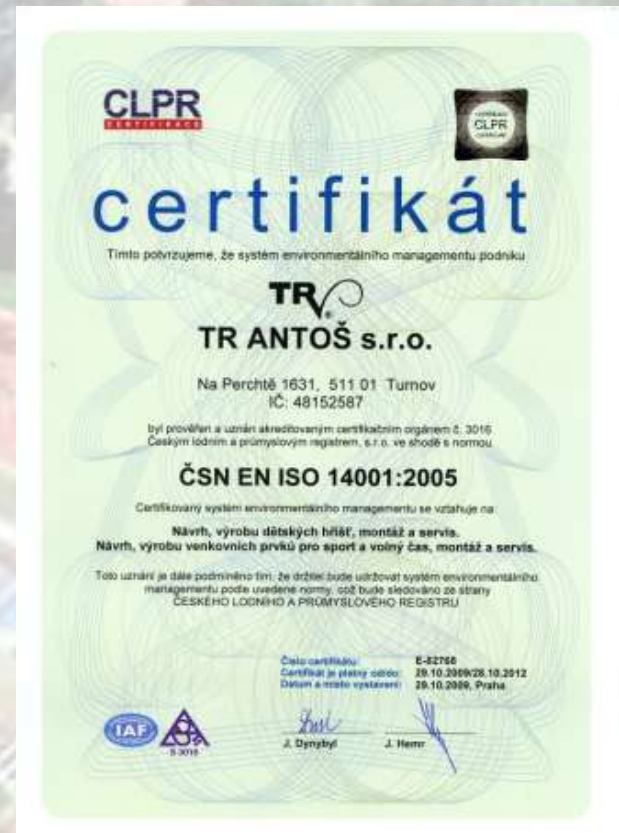 CLPR
CERTIFIKACE
CLPR
certifikát
Tímto potvrzujeme, že systém environmentálního managementu podniku
TR
®
TR ANTOŠ s.r.o.
Na Perchtě 1631, 511 01 Turnov
IČ: 48152587
byl prověřen a uznán akreditovaným certifikačním orgánem č. 3016
Českým lodním a průmyslovým registrem, s.r.o. ve shodě s normou
ČSN EN ISO 14001:2005
Certifikovaný systém environmentálního managementu se vztahuje na
Návrh, výrobu dětských hřišť, montáž a servis.
Návrh, výrobu venkovních prvků pro sport a volný čas, montáž a servis.
Toto uznání je dále podmíněno tím, že držitel bude udržovat systém environmentálního
managementu podle uvedené normy, což bude sledováno ze strany
ČESKÉHO LODNÍHO A PRŮMYSLOVÉHO REGISTRU
Číslo certifikátu: E-82768
Certifikát je platný od/do: 29.10.2009/28.10.2012
Datum a místo vystavení: 29.10.2009, Praha
IAF
S 3016
J. Dynybyl J. Hemr